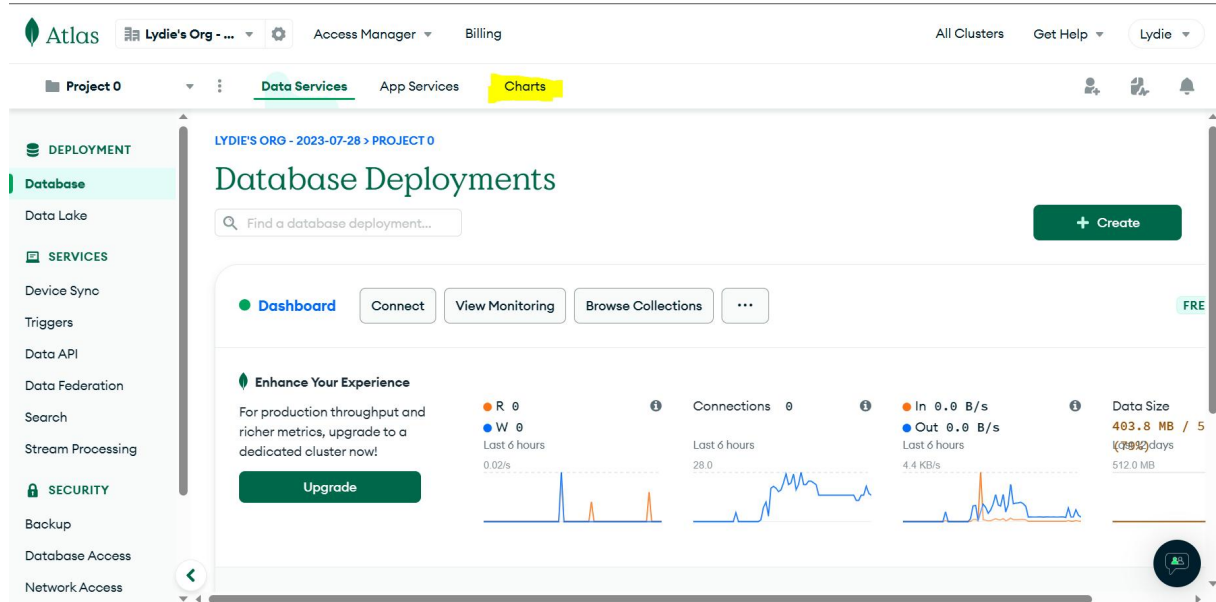 Atlas Lydie's Org - ... Access Manager Billing All Clusters Get Help Lydie
Project 0 Data Services App Services Charts
DEPLOYMENT
Database
Data Lake
SERVICES
Device Sync
Triggers
Data API
Data Federation
Search
Stream Processing
SECURITY
Backup
Database Access
Network Access
LYDIE'S ORG - 2023-07-28 > PROJECT 0
Database Deployments
Find a database deployment...
+ Create
Dashboard Connect View Monitoring Browse Collections ... FRE
Enhance Your Experience
For production throughput and
richer metrics, upgrade to a
dedicated cluster now!
Upgrade
R 0
W 0
Last 6 hours
0.02/s
Connections 0
Last 6 hours
28.0
In 0.0 B/s
Out 0.0 B/s
Last 6 hours
4.4 KB/s
Data Size
403.8 MB / 5
days
512.0 MB